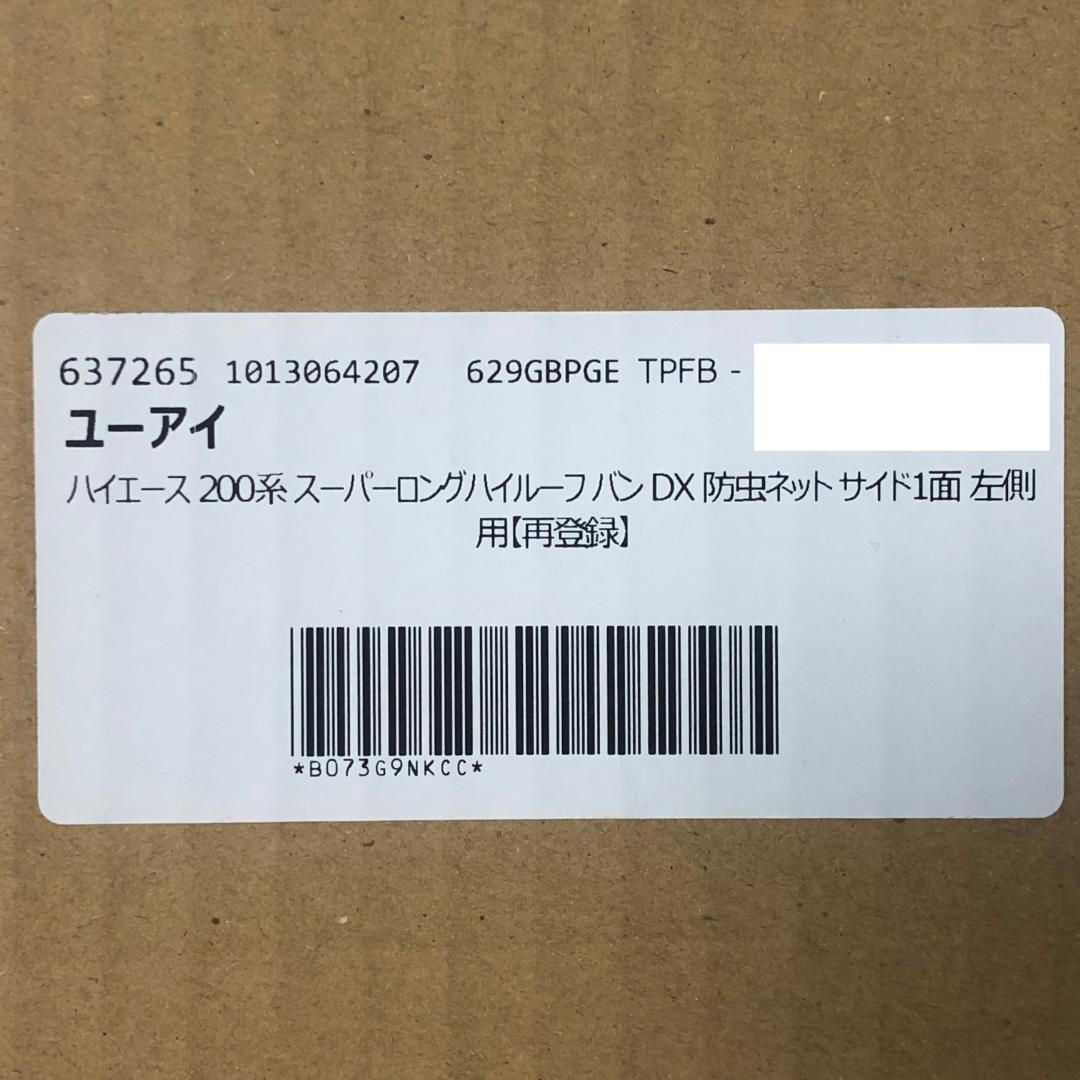 637265 1013064207 629GBPGE TPFB -
ユーアイ
ハイエース 200系 スーパーロングハイルーフ バン DX 防虫ネット サイド1面 左側
用【再登録】
*B073G9NKCC*